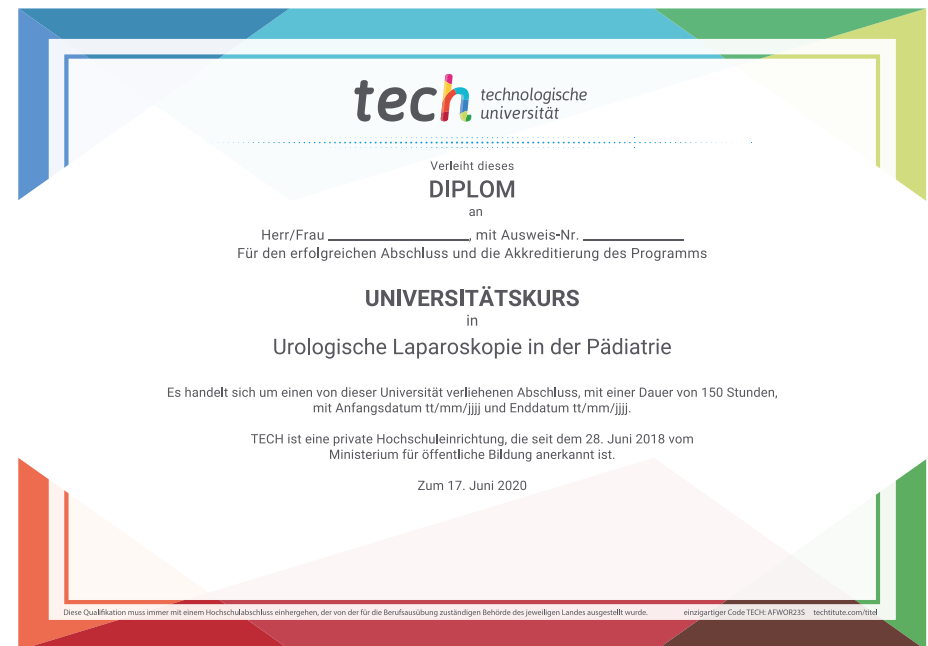 tech technologische
universität
Verleiht dieses
DIPLOM
an
Herr/Frau ________________, mit Ausweis-Nr. ____________
Für den erfolgreichen Abschluss und die Akkreditierung des Programms
UNIVERSITÄTSKURS
in
Urologische Laparoskopie in der Pädiatrie
Es handelt sich um einen von dieser Universität verliehenen Abschluss, mit einer Dauer von 150 Stunden,
mit Anfangsdatum tt/mm/jjjj und Enddatum tt/mm/jjjj.
TECH ist eine private Hochschuleinrichtung, die seit dem 28. Juni 2018 vom
Ministerium für öffentliche Bildung anerkannt ist.
Zum 17. Juni 2020
Diese Qualifikation muss immer mit einem Hochschulabschluss einhergehen, der von der für die Berufsausübung zuständigen Behörde des jeweiligen Landes ausgestellt wurde. einzigartiger Code TECH: AFWOR23S techtitute.com/titel